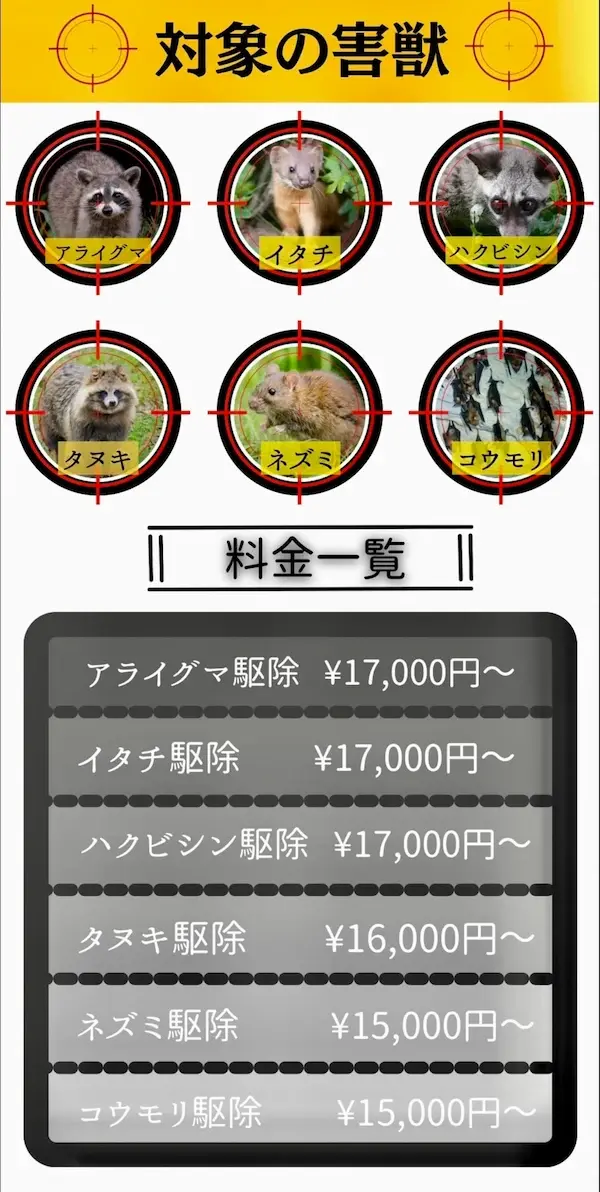 対象の害獣
アライグマ
イタチ
ハクビシン
タヌキ
ネズミ
コウモリ
料金一覧
アライグマ駆除 ¥17,000円～
イタチ駆除 ¥17,000円～
ハクビシン駆除 ¥17,000円～
タヌキ駆除 ¥16,000円～
ネズミ駆除 ¥15,000円～
コウモリ駆除 ¥15,000円～